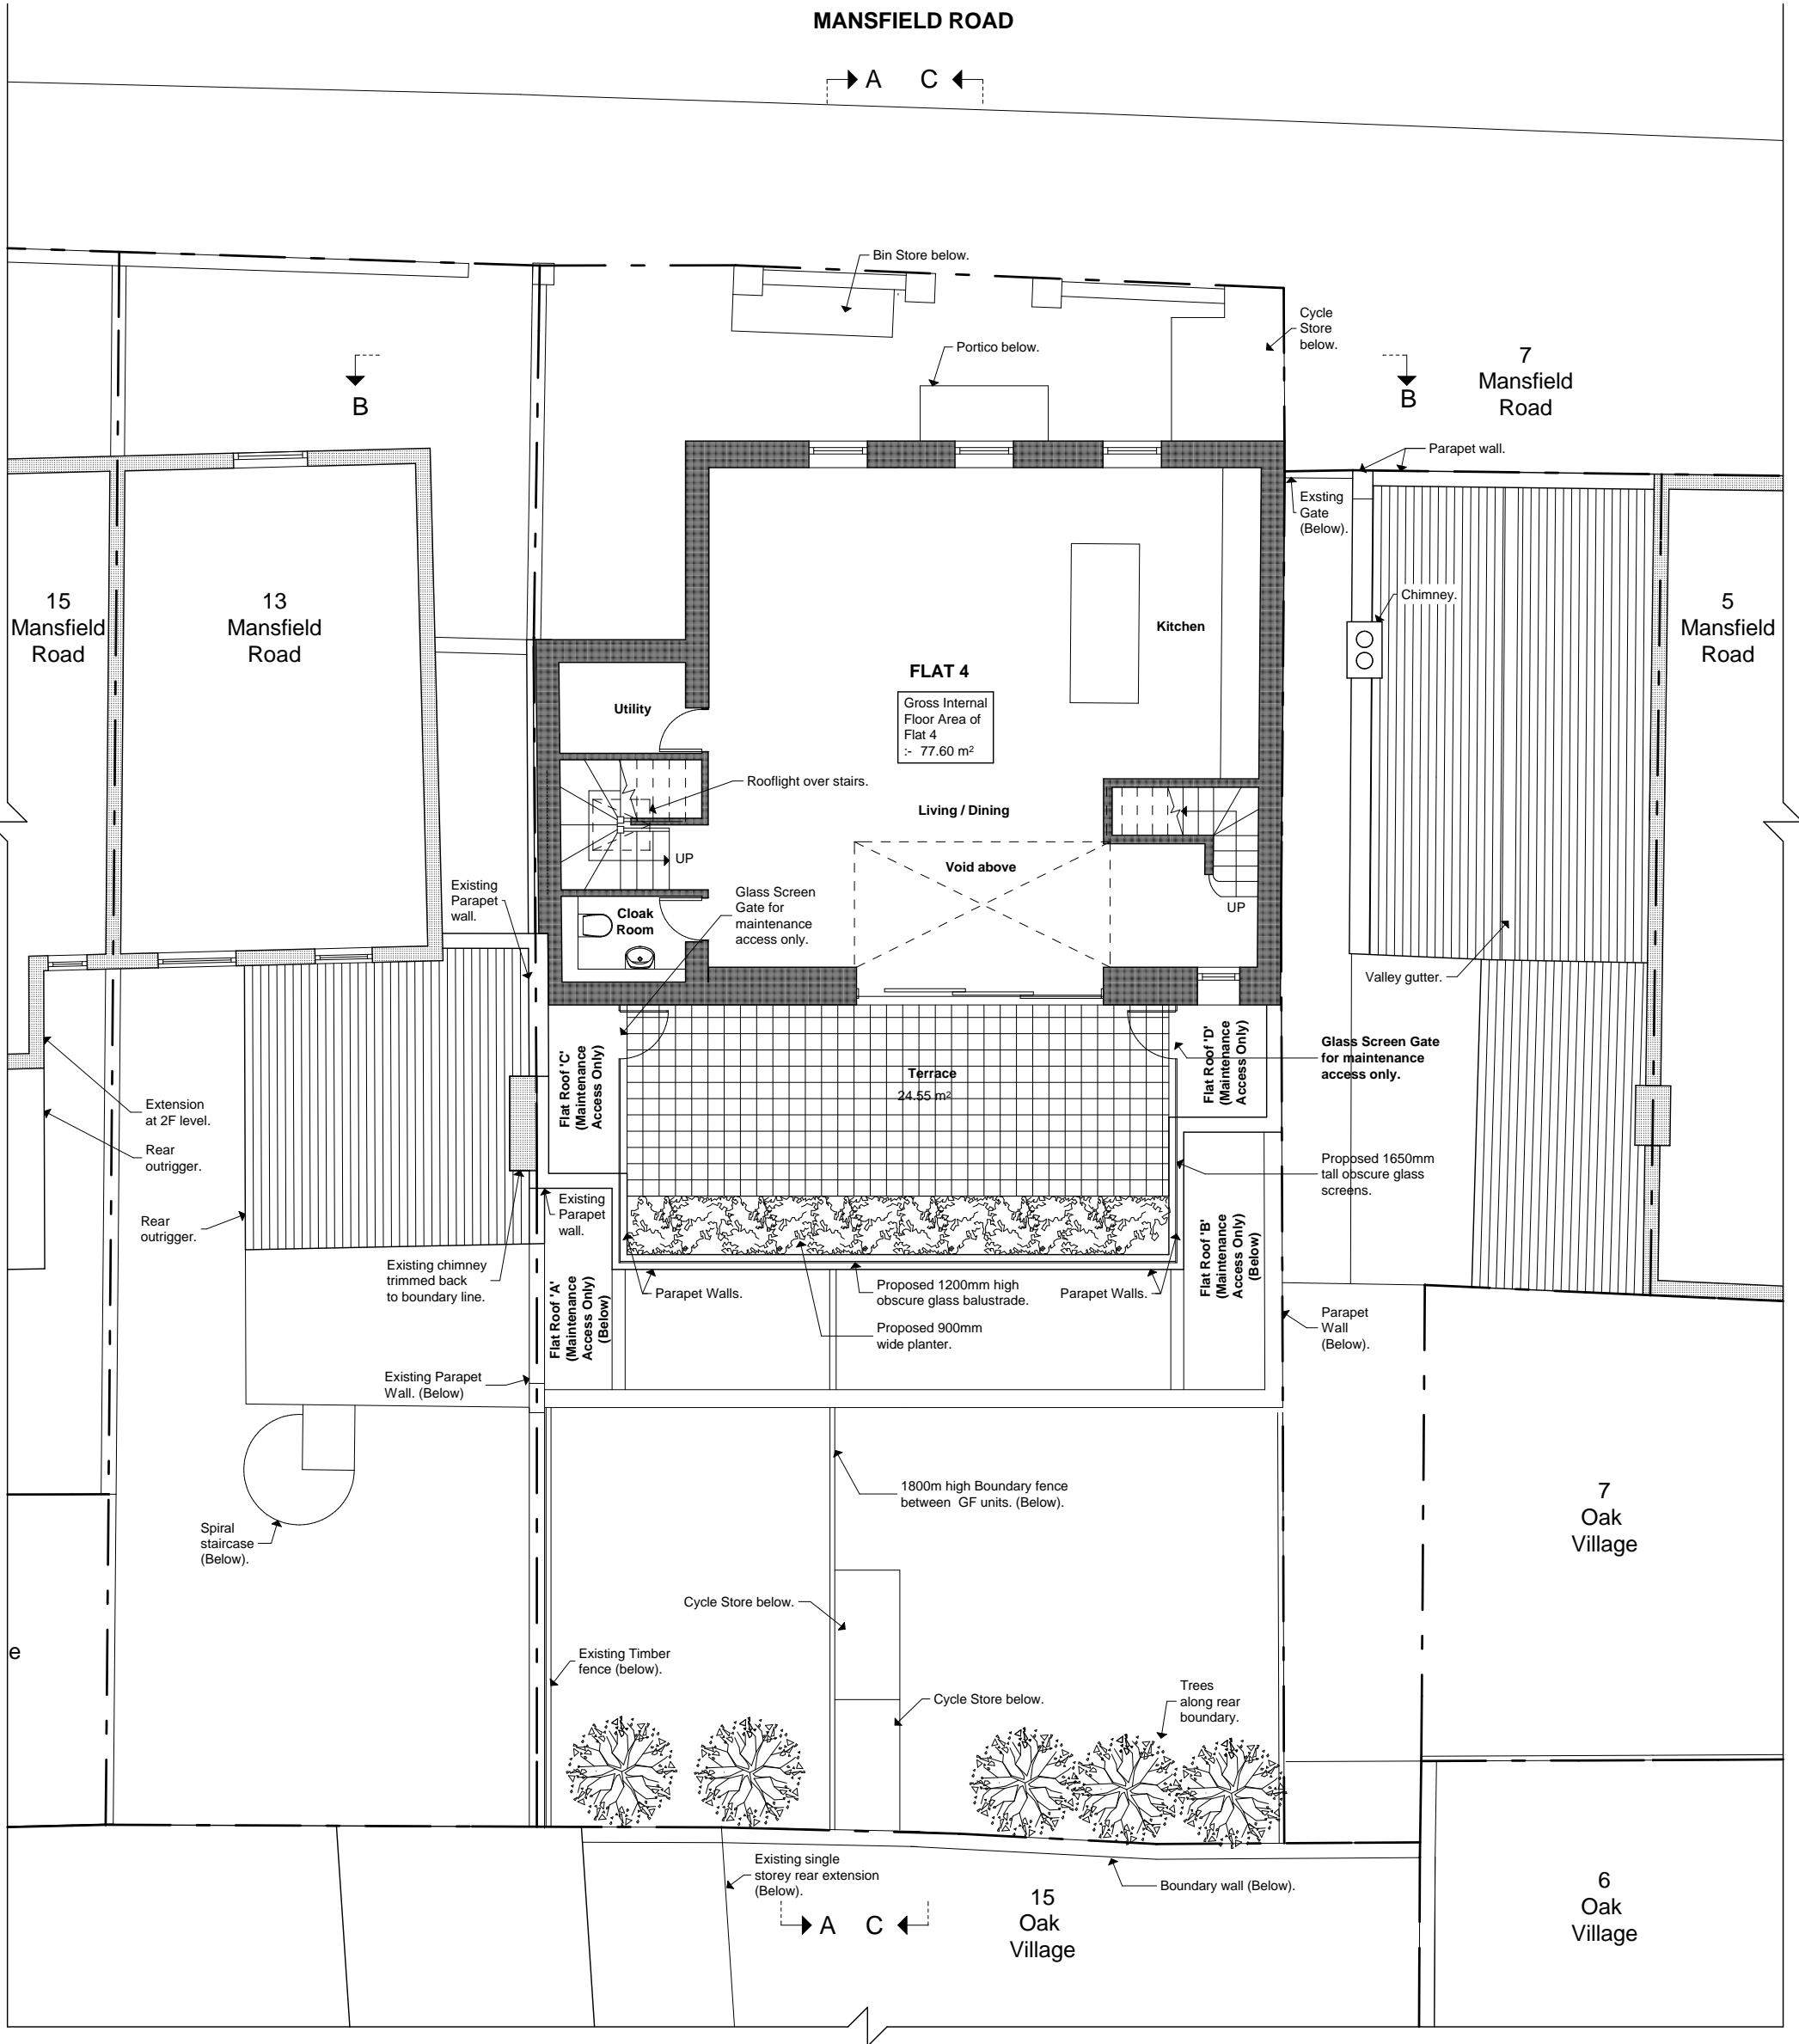 MANSFIELD ROAD
A C
Bin Store below.
Cycle
Store
below.
Portico below.
B
B
7
Mansfield
Road
Parapet wall.
Exsting
Gate
(Below).
Chimney.
15
Mansfield
Road
13
Mansfield
Road
5
Mansfield
Road
Kitchen
FLAT 4
Gross Internal
Floor Area of
Flat 4
:- 77.60 m²
Utility
Rooflight over stairs.
Living / Dining
UP
Void above
Existing
Parapet
wall.
Glass Screen
Gate for
maintenance
access only.
Cloak
Room
UP
Valley gutter.
Flat Roof 'C'
(Maintenance
Access Only)
Terrace
24.55 m²
Flat Roof 'D'
(Maintenance
Access Only)
Glass Screen Gate
for maintenance
access only.
Extension
at 2F level.
Rear
outrigger.
Proposed 1650mm
tall obscure glass
screens.
Rear
outrigger.
Existing
Parapet
wall.
Flat Roof 'B'
(Maintenance
Access Only)
(Below)
Existing chimney
trimmed back
to boundary line.
Flat Roof 'A'
(Maintenance
Access Only)
(Below)
Parapet Walls.
Proposed 1200mm high
obscure glass balustrade.
Parapet Walls.
Proposed 900mm
wide planter.
Parapet
Wall
(Below).
Existing Parapet
Wall. (Below)
1800m high Boundary fence
between GF units. (Below).
7
Oak
Village
Spiral
staircase
(Below).
Cycle Store below.
e
Existing Timber
fence (below).
Trees
along rear
boundary.
Cycle Store below.
Existing single
storey rear extension
(Below).
Boundary wall (Below).
15
Oak
Village
6
Oak
Village
A C